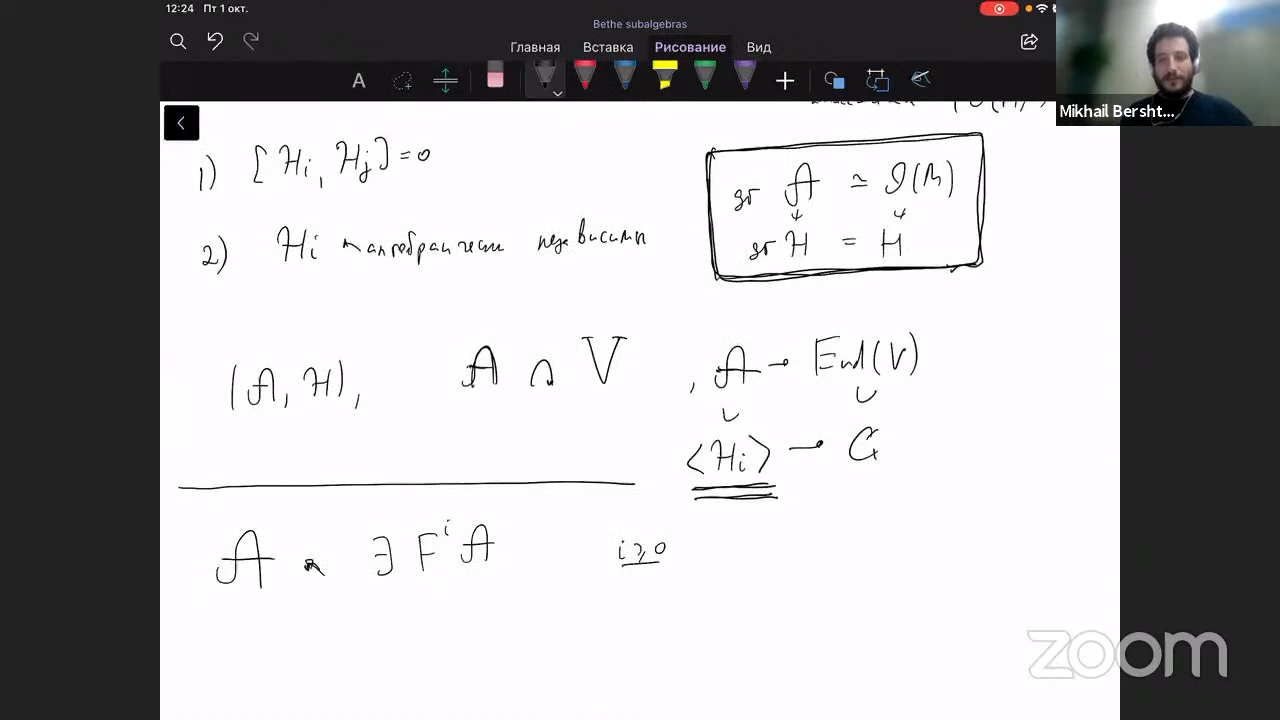 12:24 Пт 1 окт.
Bethe subalgebras
Главная Вставка Рисование Вид
A
Mikhail Bersht...
1) [Hi, Hj] = 0
2) Hi алгебраически независимы
gr A ≃ O(M)
gr H = H
(A, H), A ∩ V, A → End(V)
∪ ∪
<Hi> → G
A ∃ FⁱA i ≥ 0
zoom